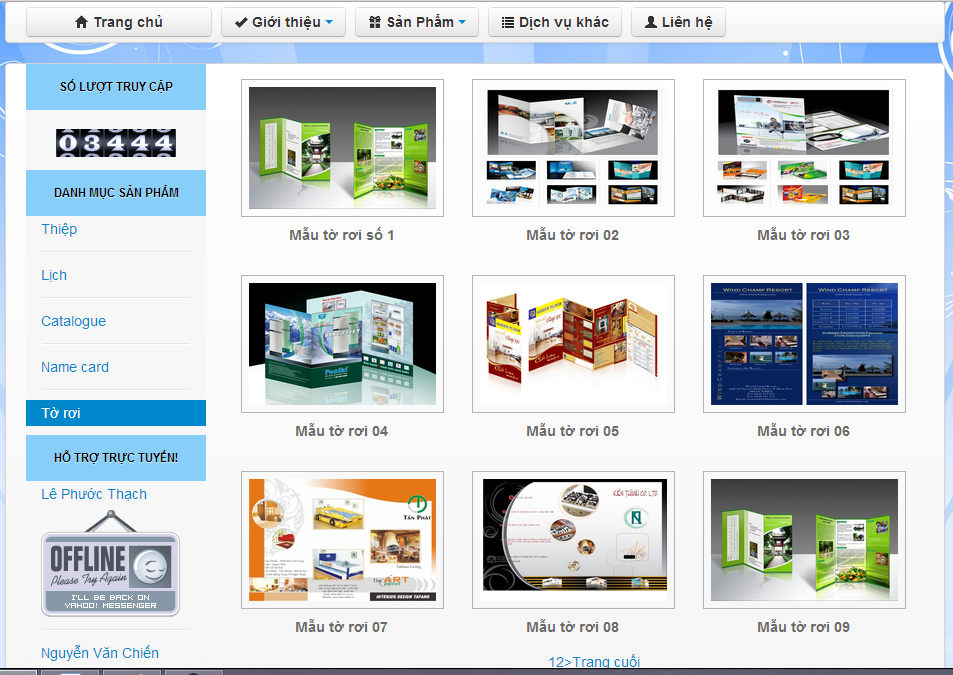 Trang chủ
Giới thiệu
Sản Phẩm
Dịch vụ khác
Liên hệ
SỐ LƯỢT TRUY CẬP
03444
DANH MỤC SẢN PHẨM
Thiệp
Lịch
Catalogue
Name card
Tờ rơi
HỖ TRỢ TRỰC TUYẾN!
Lê Phước Thạch
OFFLINE
Please Try Again
I'LL BE BACK ON
YAHOO! MESSENGER
Nguyễn Văn Chiến
Mẫu tờ rơi số 1
Mẫu tờ rơi 02
Mẫu tờ rơi 03
Mẫu tờ rơi 04
Mẫu tờ rơi 05
WIND CHAMP RESORT
WIND CHAMP RESORT
Mẫu tờ rơi 06
TÂN PHÁT
The ART
INTERIOR DESIGN TAFANO
Mẫu tờ rơi 07
KIẾN THÀNH CO. LTD
Mẫu tờ rơi 08
Mẫu tờ rơi 09
12>Trang cuối